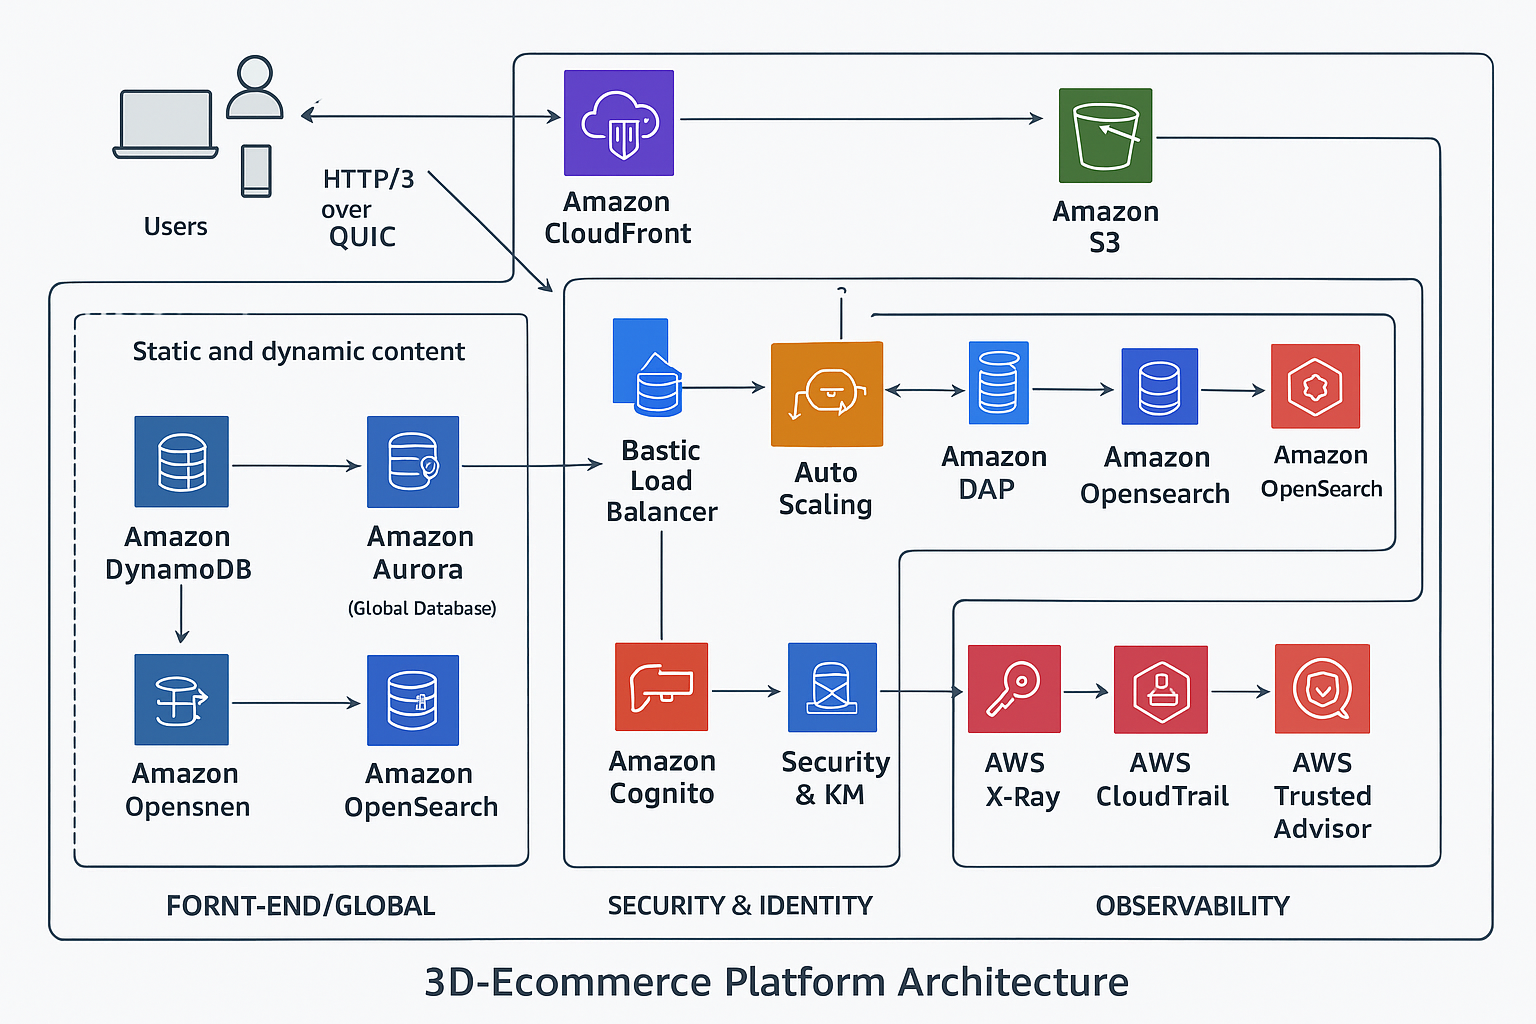 Users
HTTP/3
over
QUIC
Amazon
CloudFront
Amazon
S3
Static and dynamic content
Amazon
DynamoDB
Amazon
Aurora
(Global Database)
Amazon
Opensnen
Amazon
OpenSearch
Bastic
Load
Balancer
Auto
Scaling
Amazon
DAP
Amazon
Opensearch
Amazon
OpenSearch
Amazon
Cognito
Security
& KM
AWS
X-Ray
AWS
CloudTrail
AWS
Trusted
Advisor
FORNT-END/GLOBAL
SECURITY & IDENTITY
OBSERVABILITY
3D-Ecommerce Platform Architecture